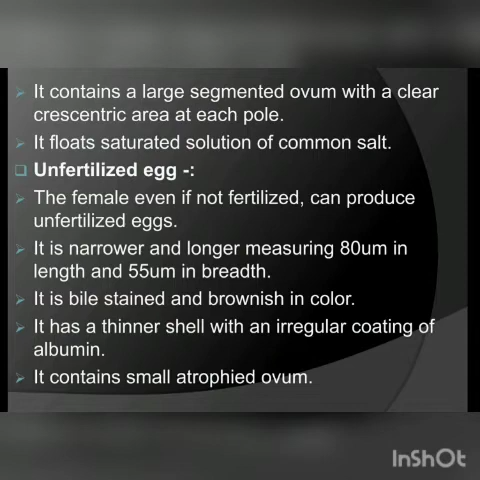 It contains a large segmented ovum with a clear
crescentric area at each pole.
It floats saturated solution of common salt.
Unfertilized egg -:
The female even if not fertilized, can produce
unfertilized eggs.
It is narrower and longer measuring 80um in
length and 55um in breadth.
It is bile stained and brownish in color.
It has a thinner shell with an irregular coating of
albumin.
It contains small atrophied ovum.
InShOt